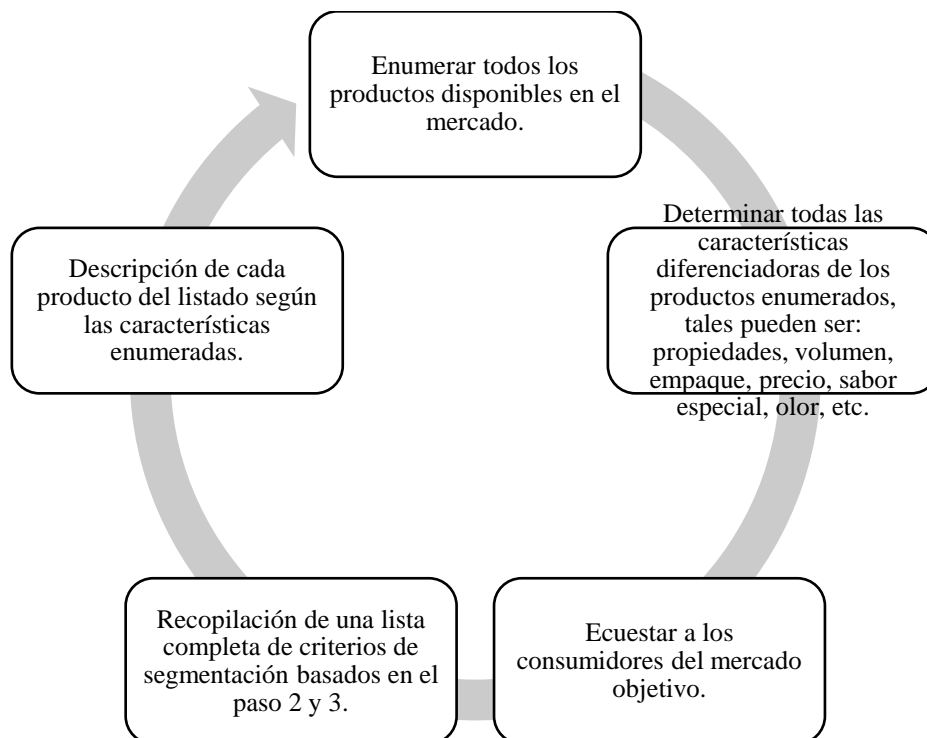 Enumerar todos los
productos disponibles en el
mercado.
Determinar todas las
características
diferenciadoras de los
productos enumerados,
tales pueden ser:
propiedades, volumen,
empaque, precio, sabor
especial, olor, etc.
Ecuestar a los
consumidores del mercado
objetivo.
Recopilación de una lista
completa de criterios de
segmentación basados en el
paso 2 y 3.
Descripción de cada
producto del listado según
las características
enumeradas.